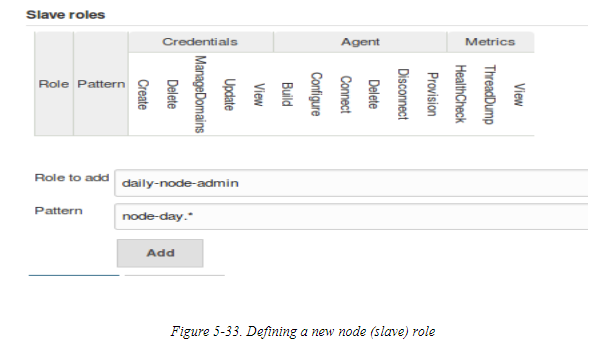 Slave roles
Credentials Agent Metrics
Role Pattern Create Delete ManageDomains Update View Build Configure Connect Delete Disconnect Provision HealthCheck ThreadDump View
Role to add daily-node-admin
Pattern node-day.*
Add
Figure 5-33. Defining a new node (slave) role